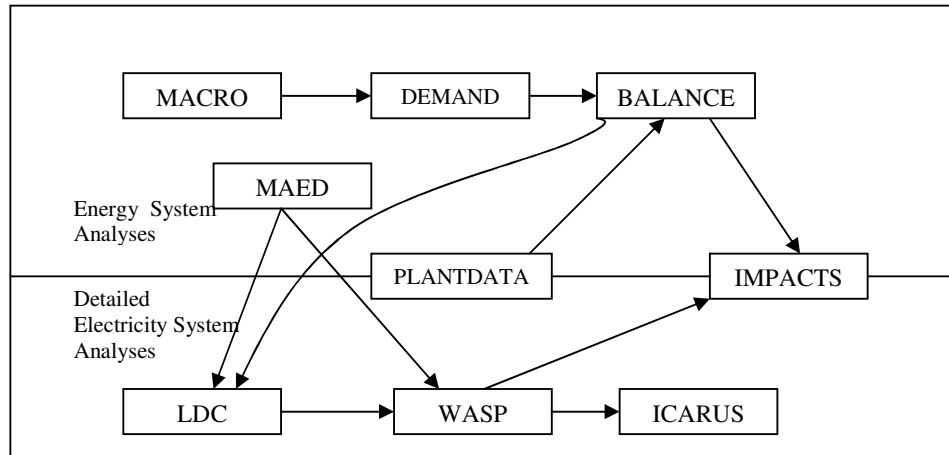 MACRO
DEMAND
BALANCE
MAED
Energy System
Analyses
PLANTDATA
IMPACTS
Detailed
Electricity System
Analyses
LDC
WASP
ICARUS